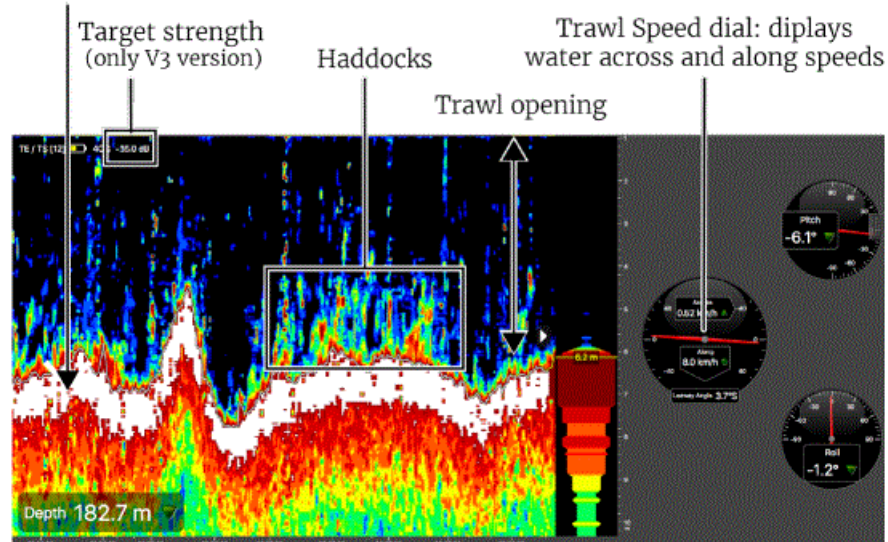 Target strength
(only V3 version)
Haddocks
Trawl opening
Trawl Speed dial: diplays
water across and along speeds
TE / TS [12]
-35.0 dB
6.2 m
Depth 182.7 m
Pitch
-6.1°
0.62 km/h
Along
8.0 km/h
Leeway Angle 3.7°S
Roll
-1.2°